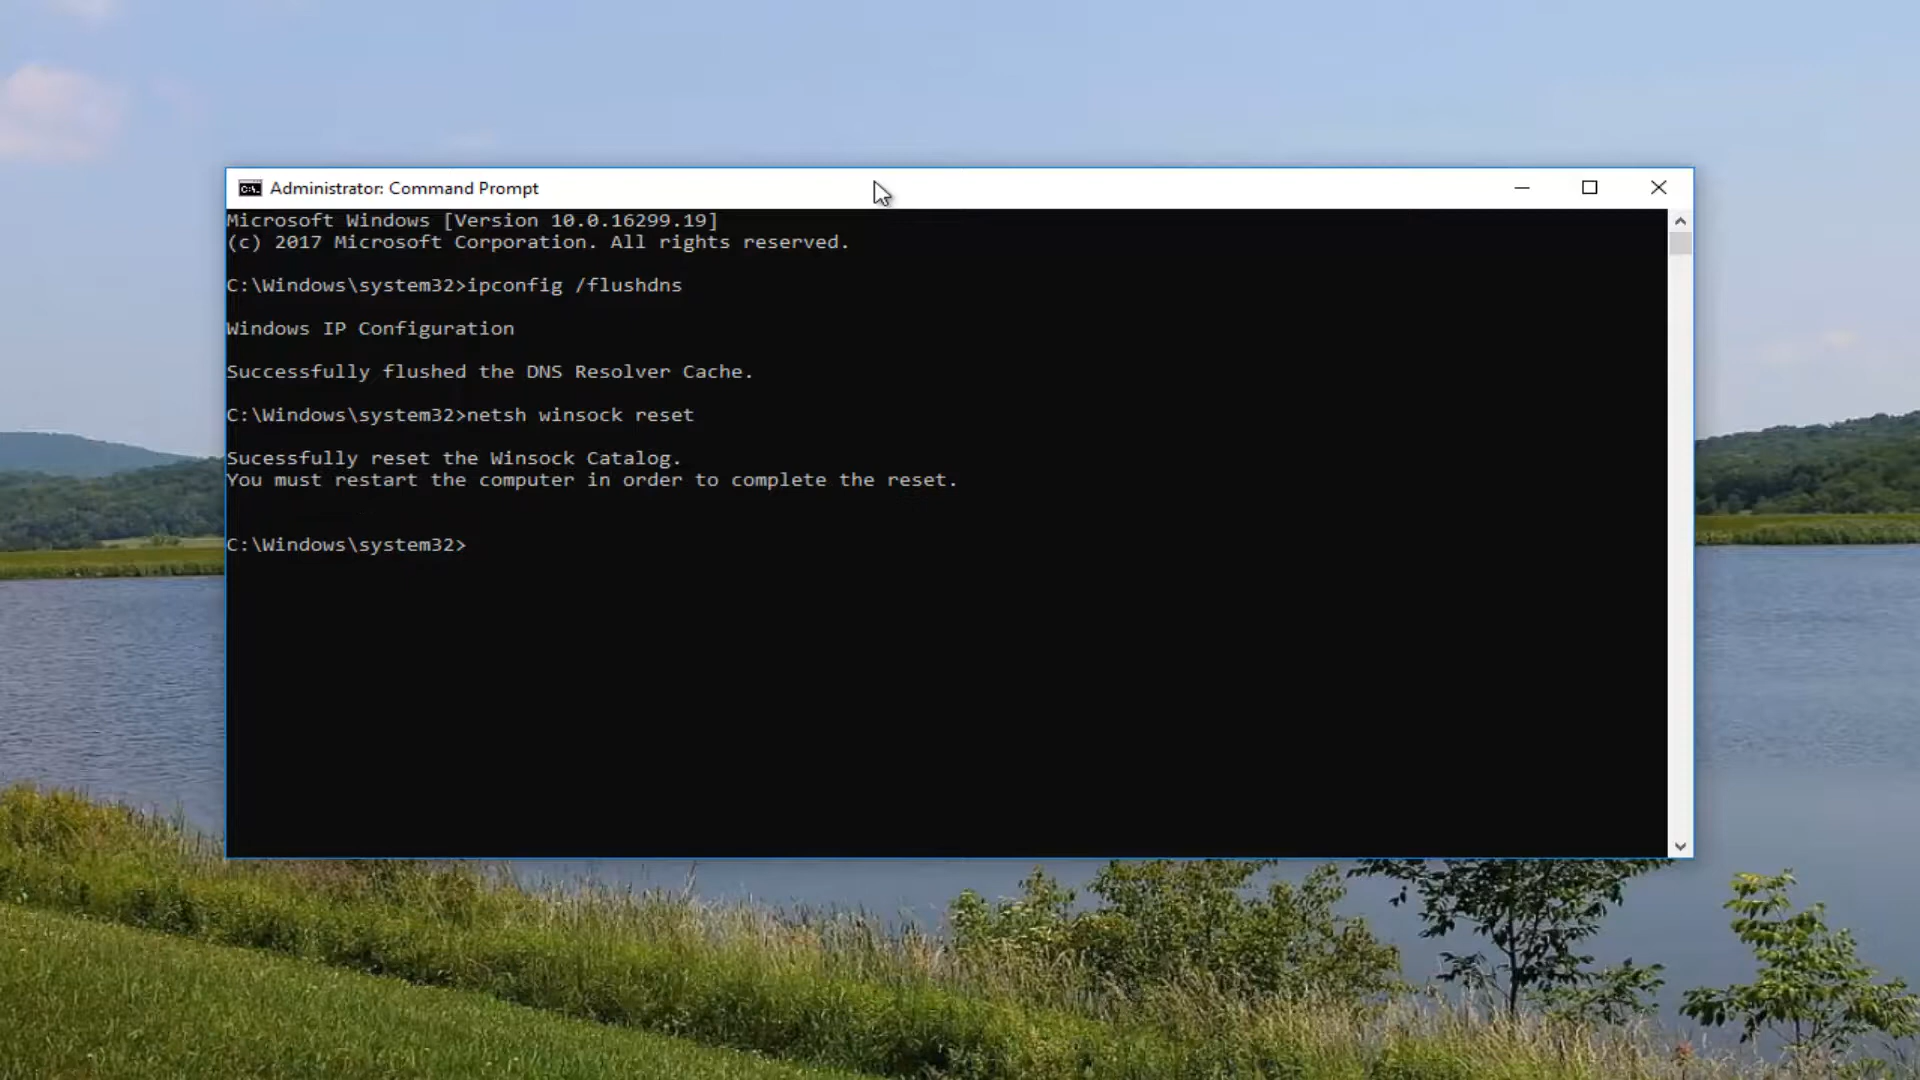 Administrator: Command Prompt
Microsoft Windows [Version 10.0.16299.19]
(c) 2017 Microsoft Corporation. All rights reserved.
C:\Windows\system32>ipconfig /flushdns
Windows IP Configuration
Successfully flushed the DNS Resolver Cache.
C:\Windows\system32>netsh winsock reset
Sucessfully reset the Winsock Catalog.
You must restart the computer in order to complete the reset.
C:\Windows\system32>